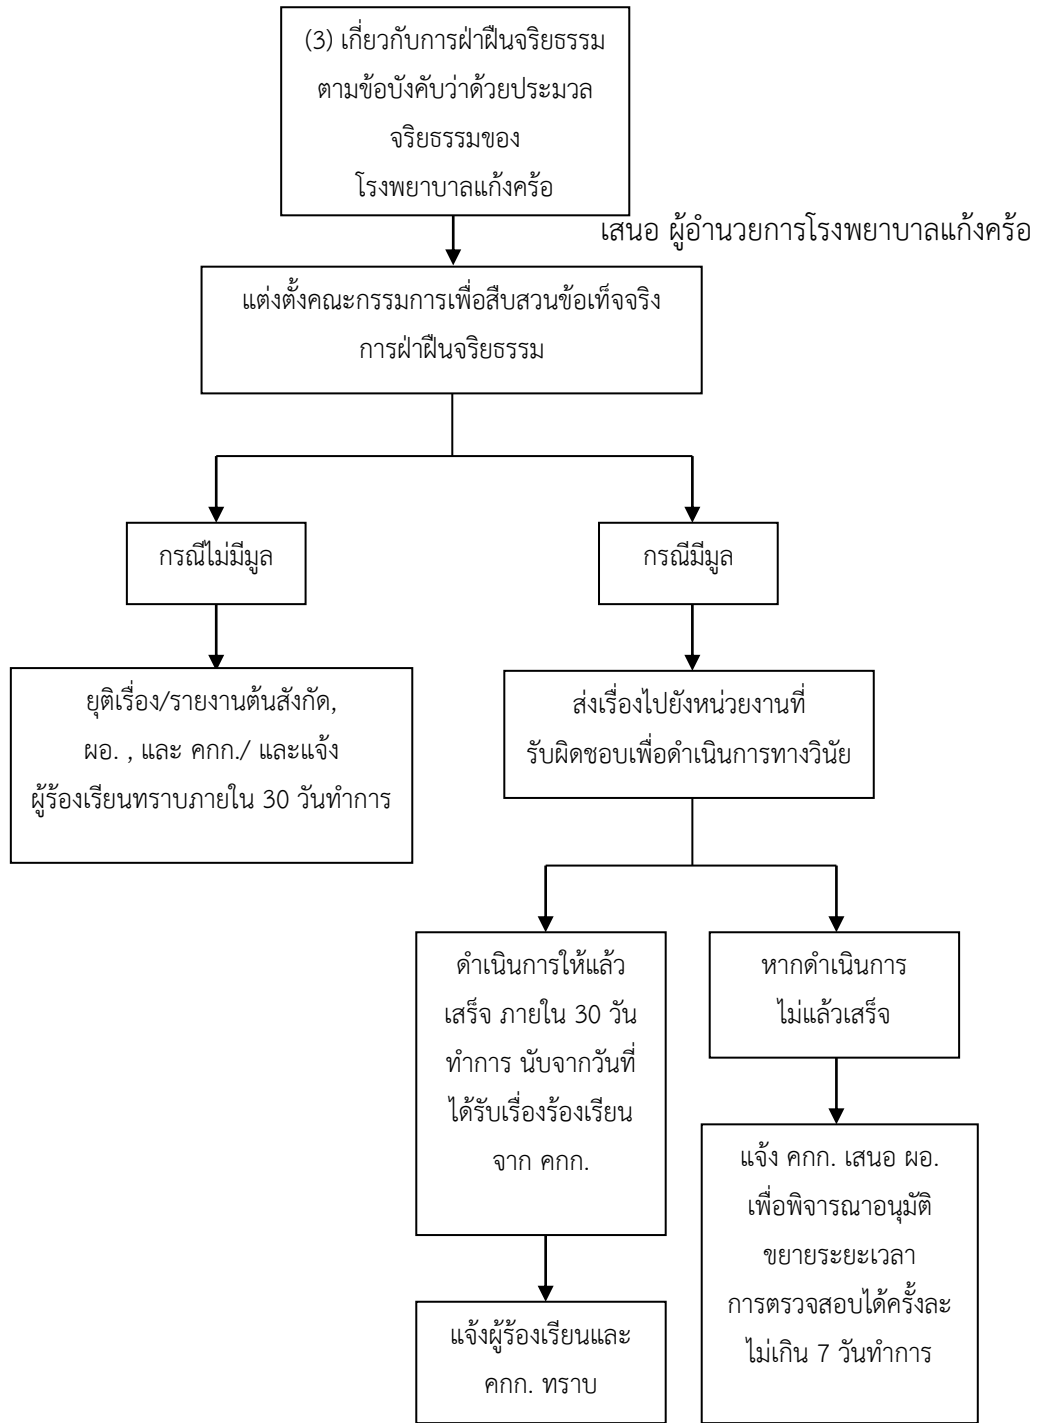 (3) เกี่ยวกับการฝ่าฝืนจริยธรรม
ตามข้อบังคับว่าด้วยประมวล
จริยธรรมของ
โรงพยาบาลแก้งคร้อ
เสนอ ผู้อำนวยการโรงพยาบาลแก้งคร้อ
แต่งตั้งคณะกรรมการเพื่อสืบสวนข้อเท็จจริง
การฝ่าฝืนจริยธรรม
กรณีไม่มีมูล
กรณีมีมูล
ยุติเรื่อง/รายงานต้นสังกัด,
ผอ. , และ คกก./ และแจ้ง
ผู้ร้องเรียนทราบภายใน 30 วันทำการ
ส่งเรื่องไปยังหน่วยงานที่
รับผิดชอบเพื่อดำเนินการทางวินัย
ดำเนินการให้แล้ว
เสร็จ ภายใน 30 วัน
ทำการ นับจากวันที่
ได้รับเรื่องร้องเรียน
จาก คกก.
หากดำเนินการ
ไม่แล้วเสร็จ
แจ้ง คกก. เสนอ ผอ.
เพื่อพิจารณาอนุมัติ
ขยายระยะเวลา
การตรวจสอบได้ครั้งละ
ไม่เกิน 7 วันทำการ
แจ้งผู้ร้องเรียนและ
คกก. ทราบ